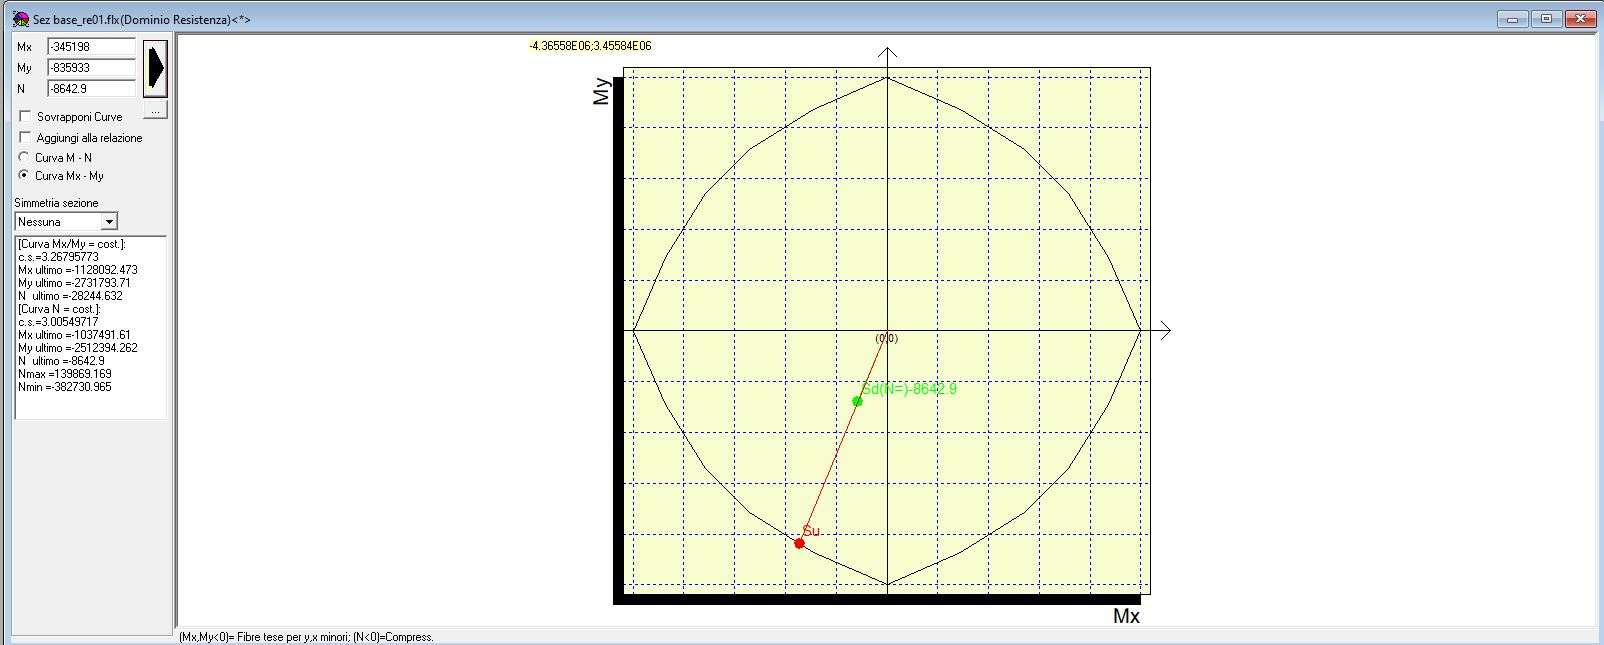 Sez base_re01.flx(Dominio Resistenza)<*>
Mx -345198
My -835933
N -8642.9
...
Sovrapponi Curve
Aggiungi alla relazione
Curva M - N
Curva Mx - My
Simmetria sezione
Nessuna
[Curva Mx/My = cost.]:
c.s.=3.26795773
Mx ultimo =-1128092.473
My ultimo =-2731793.71
N  ultimo =-28244.632
[Curva N = cost.]:
c.s.=3.00549717
Mx ultimo =-1037491.61
My ultimo =-2512394.262
N  ultimo =-8642.9
Nmax =139869.169
Nmin =-382730.965
-4.36558E06;3.45584E06
My
(0;0)
Sd(N=)-8642.9
Su
Mx
(Mx,My<0)= Fibre tese per y,x minori; (N<0)=Compress.